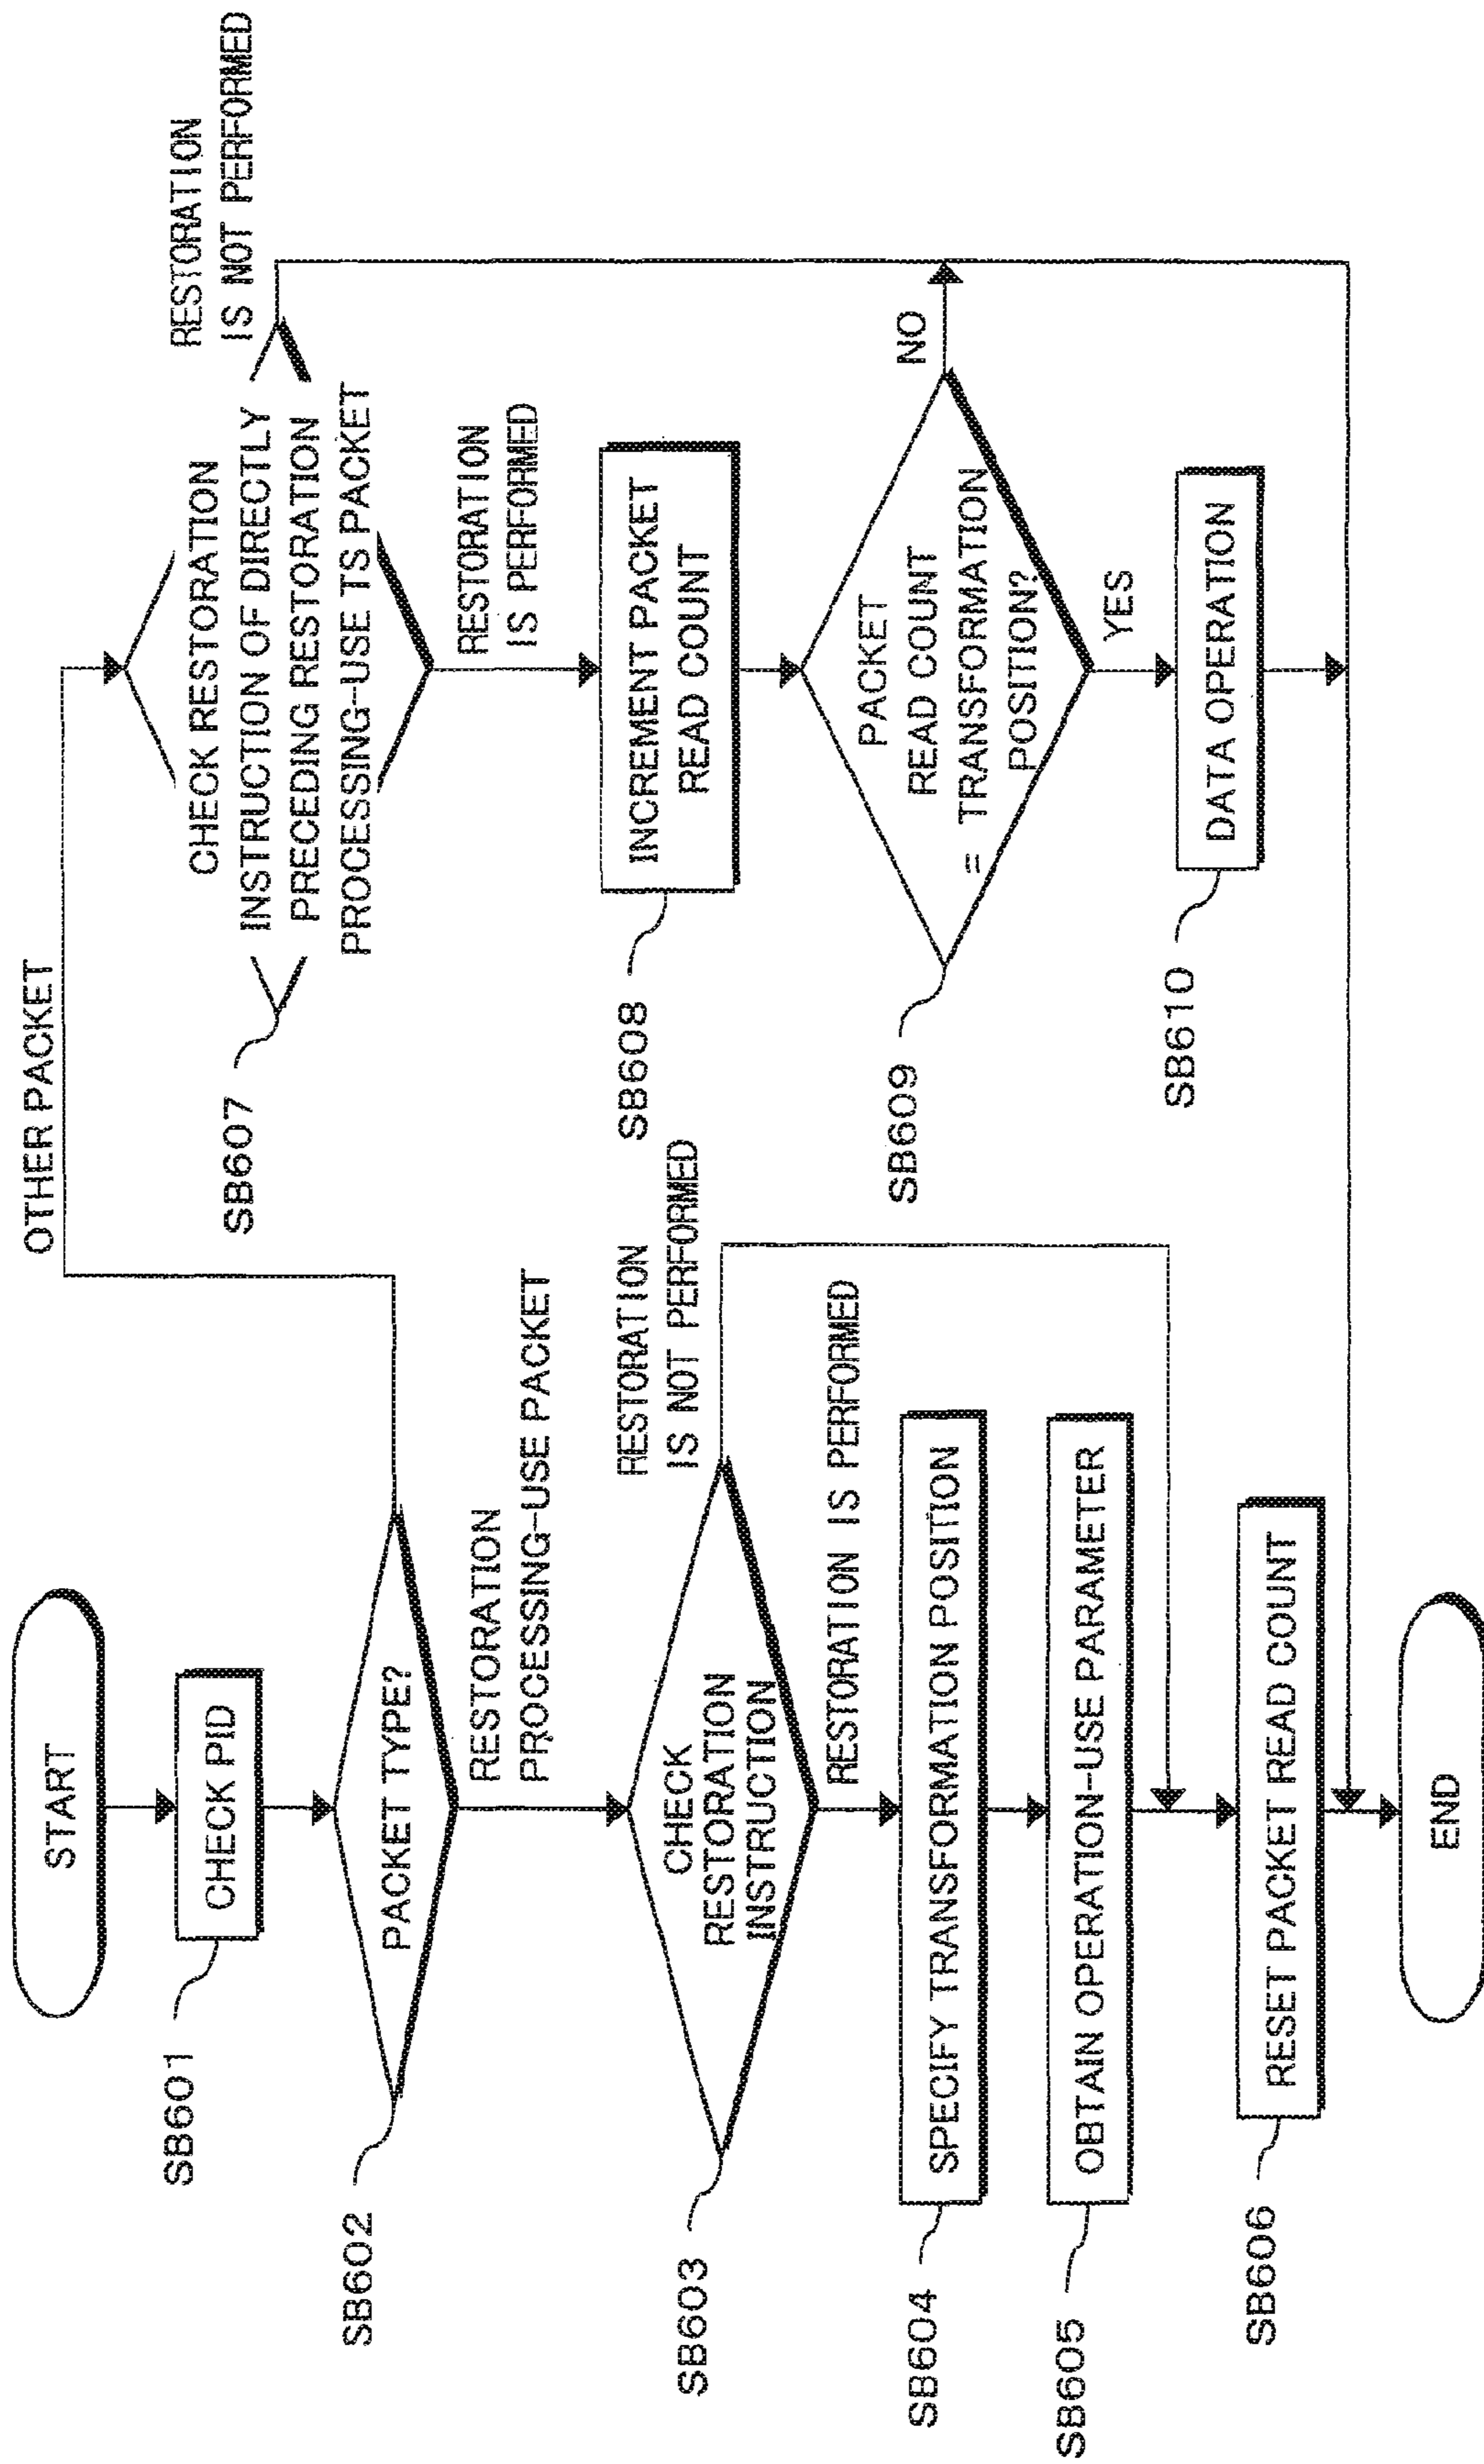 START
SB601
CHECK PID
SB602
PACKET TYPE?
OTHER PACKET
RESTORATION
PROCESSING-USE PACKET
SB603
CHECK
RESTORATION
INSTRUCTION
RESTORATION
IS NOT PERFORMED
RESTORATION IS PERFORMED
SB604
SPECIFY TRANSFORMATION POSITION
SB605
OBTAIN OPERATION-USE PARAMETER
SB606
RESET PACKET READ COUNT
END
SB607
CHECK RESTORATION
INSTRUCTION OF DIRECTLY
PRECEDING RESTORATION
PROCESSING-USE ITS PACKET
RESTORATION
IS NOT PERFORMED
RESTORATION
IS PERFORMED
SB608
INCREMENT PACKET
READ COUNT
SB609
PACKET
READ COUNT
= TRANSFORMATION
POSITION?
NO
YES
SB610
DATA OPERATION